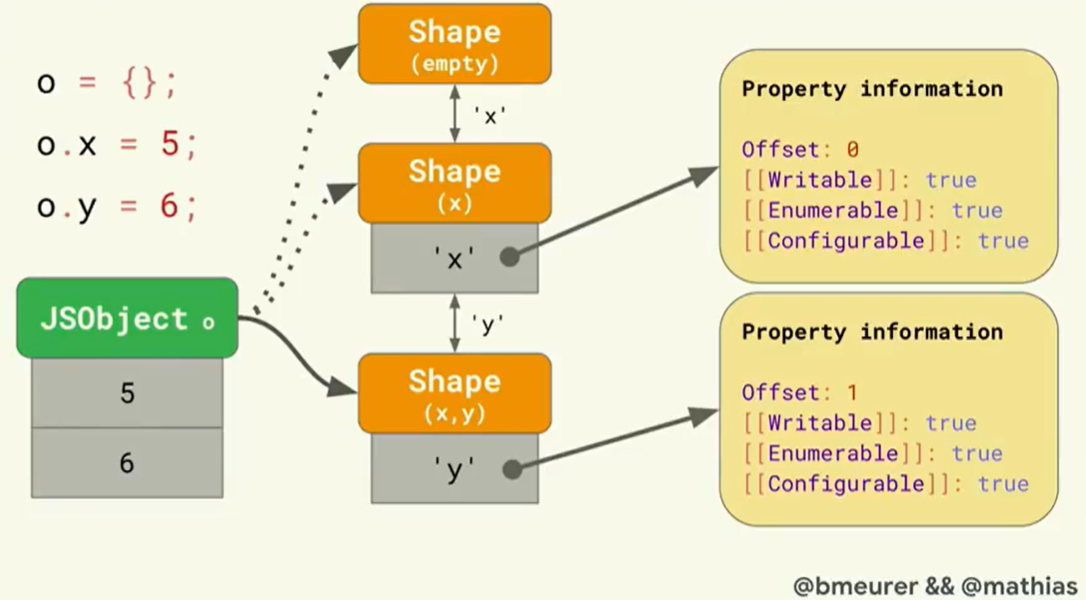 o = {};
o.x = 5;
o.y = 6;
JSObject o
5
6
Shape
(empty)
'x'
Shape
(x)
'x'
'y'
Shape
(x,y)
'y'
Property information
Offset: 0
[[Writable]]: true
[[Enumerable]]: true
[[Configurable]]: true
Property information
Offset: 1
[[Writable]]: true
[[Enumerable]]: true
[[Configurable]]: true
@bmeurer && @mathias